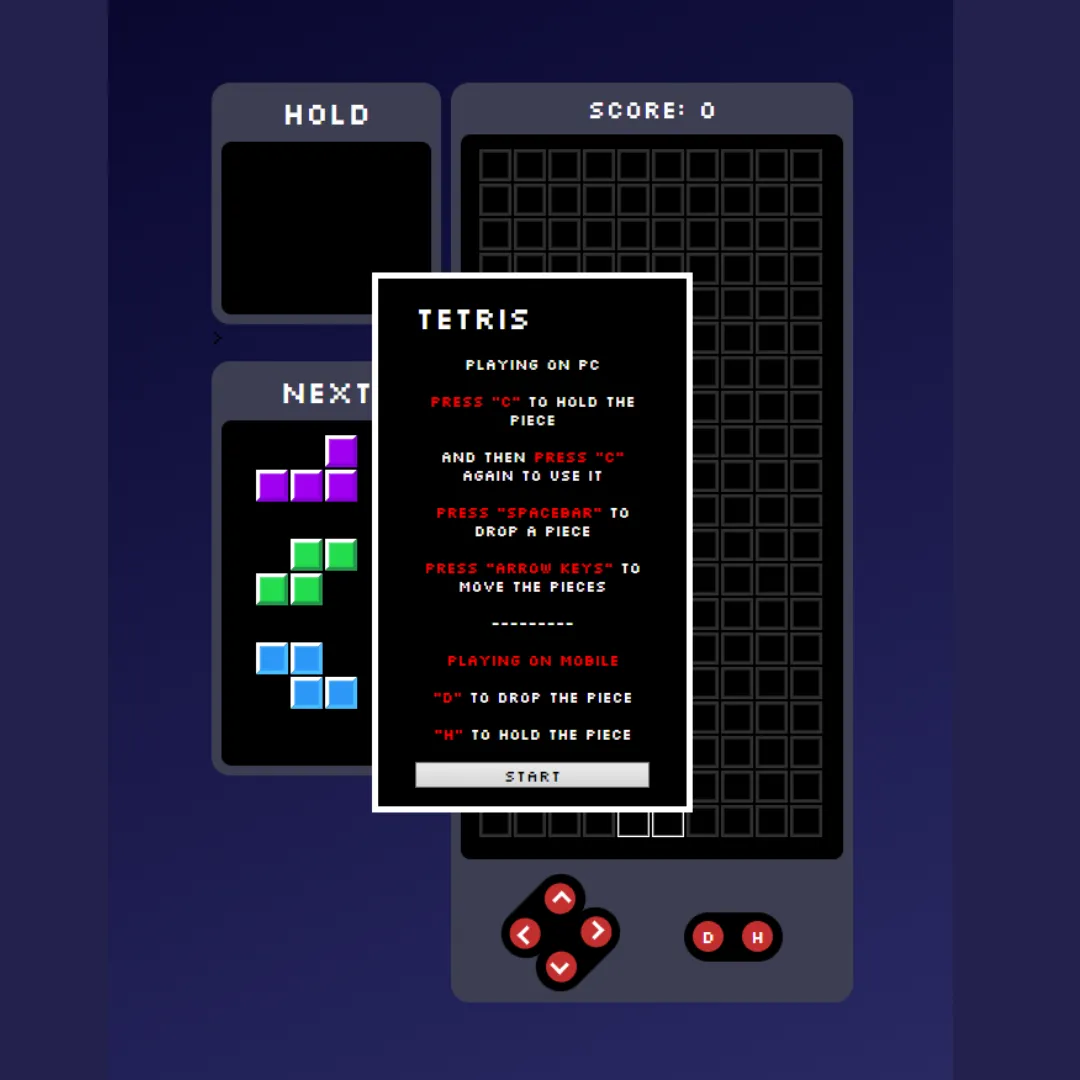 HOLD
SCORE: 0
>
NEXT
TETRIS
PLAYING ON PC
PRESS "C" TO HOLD THE
PIECE
AND THEN PRESS "C"
AGAIN TO USE IT
PRESS "SPACEBAR" TO
DROP A PIECE
PRESS "ARROW KEYS" TO
MOVE THE PIECES
---------
PLAYING ON MOBILE
"D" TO DROP THE PIECE
"H" TO HOLD THE PIECE
START
D H